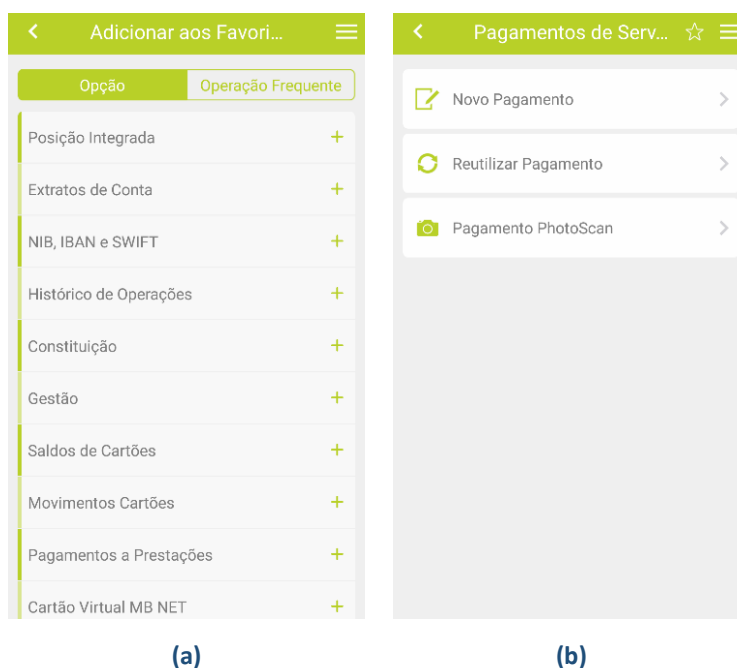 Adicionar aos Favori...
Opção
Operação Frequente
Posição Integrada
Extratos de Conta
NIB, IBAN e SWIFT
Histórico de Operações
Constituição
Gestão
Saldos de Cartões
Movimentos Cartões
Pagamentos a Prestações
Cartão Virtual MB NET
(a)
Pagamentos de Serv...
Novo Pagamento
Reutilizar Pagamento
Pagamento PhotoScan
(b)